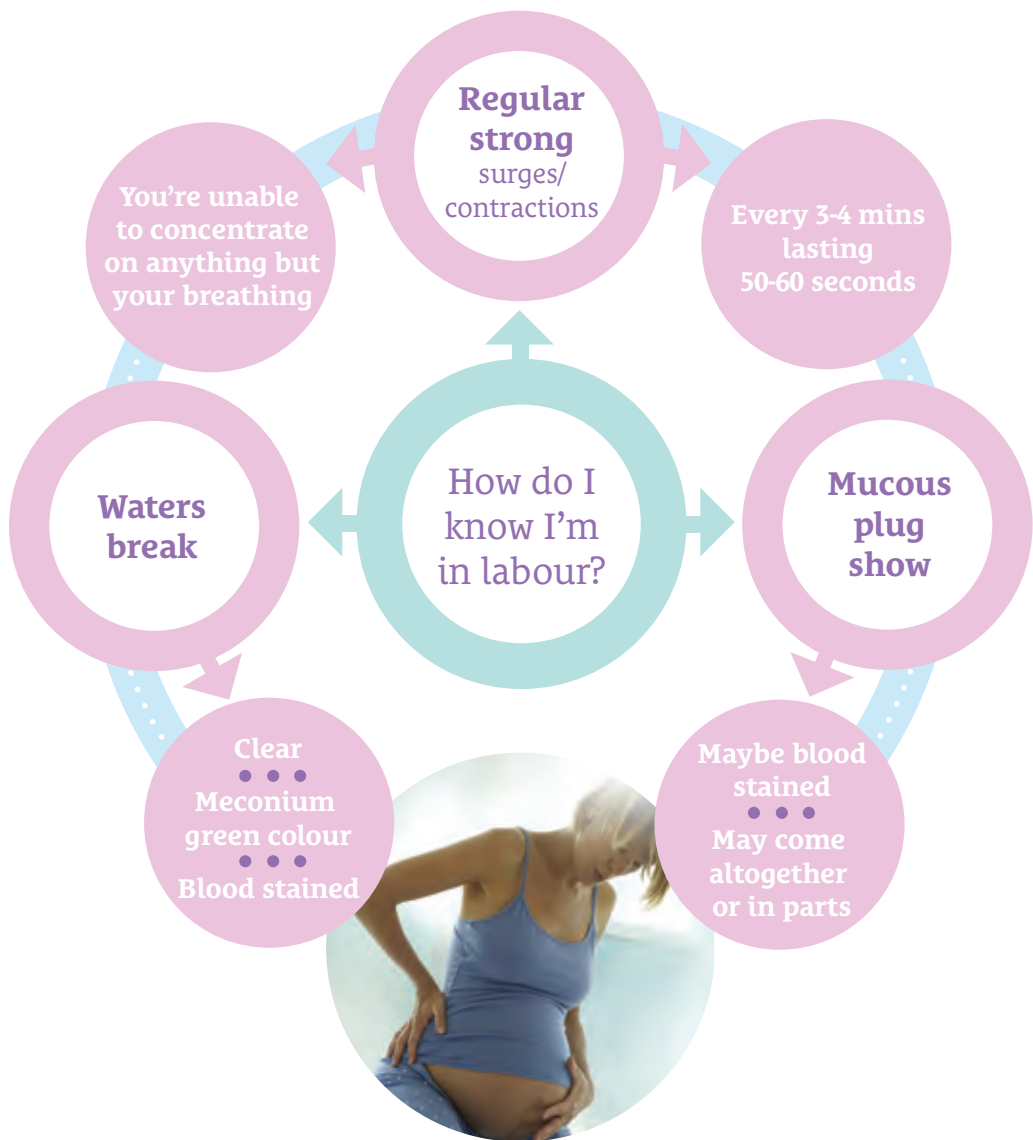 Regular
strong
surges/
contractions
You're unable
to concentrate
on anything but
your breathing
Every 3-4 mins
lasting
50-60 seconds
How do I
know I'm
in labour?
Waters
break
Mucous
plug
show
Clear
Meconium
green colour
Blood stained
Maybe blood
stained
May come
altogether
or in parts